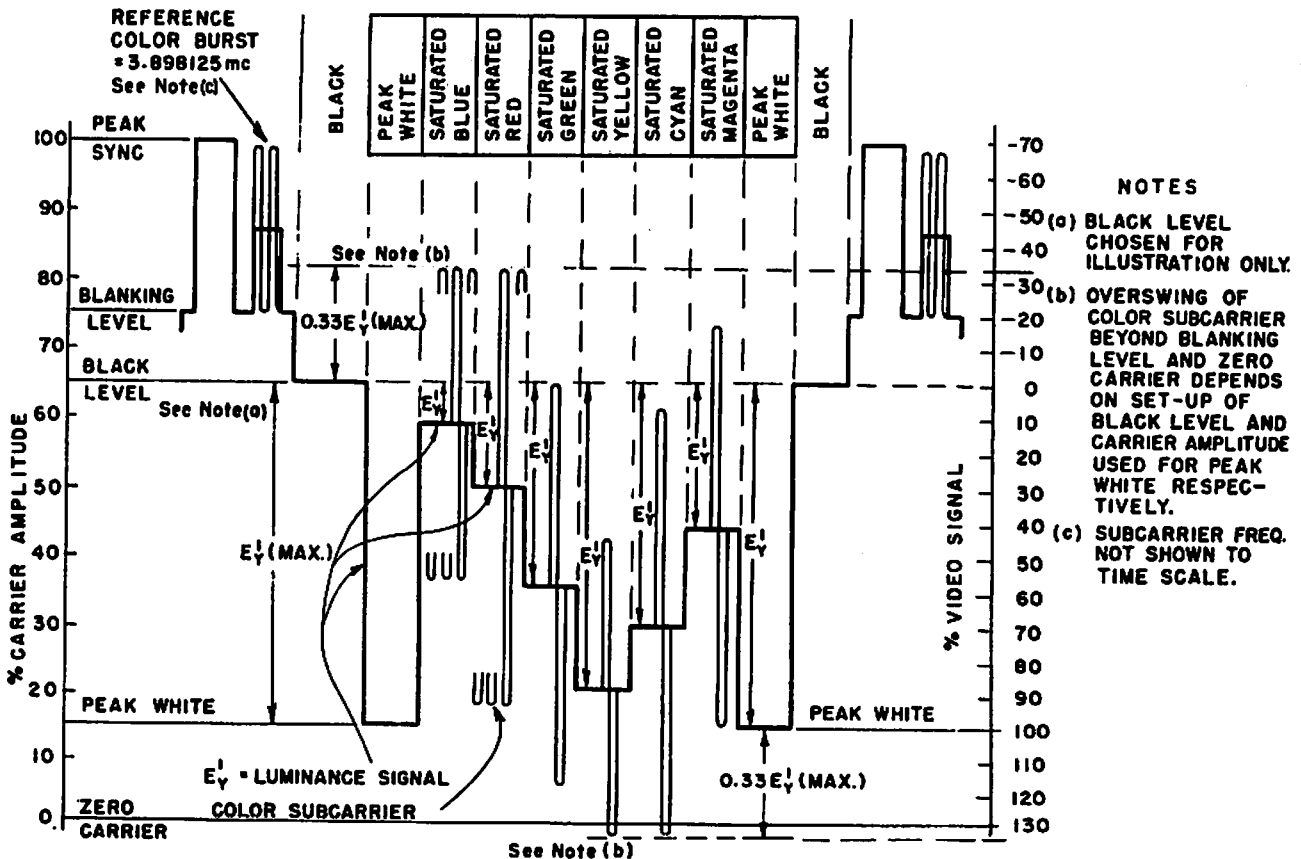 REFERENCE
COLOR BURST
=3.898125mc
See Note(c)
BLACK
PEAK
WHITE
SATURATED
BLUE
SATURATED
RED
SATURATED
GREEN
SATURATED
YELLOW
SATURATED
CYAN
SATURATED
MAGENTA
PEAK
WHITE
BLACK
% CARRIER AMPLITUDE
100
90
80
70
60
50
40
30
20
10
0
PEAK
SYNC
BLANKING
LEVEL
BLACK
LEVEL
See Note(a)
See Note(b)
0.33E'Y(MAX.)
E'Y
E'Y
E'Y
E'Y
E'Y
E'Y
E'Y
E'Y(MAX.)
PEAK WHITE
PEAK WHITE
E'Y = LUMINANCE SIGNAL
COLOR SUBCARRIER
0.33E'Y(MAX.)
ZERO
CARRIER
See Note(b)
% VIDEO SIGNAL
-70
-60
-50
-40
-30
-20
-10
0
10
20
30
40
50
60
70
80
90
100
110
120
130
NOTES
(a) BLACK LEVEL
CHOSEN FOR
ILLUSTRATION ONLY.
(b) OVERSWING OF
COLOR SUBCARRIER
BEYOND BLANKING
LEVEL AND ZERO
CARRIER DEPENDS
ON SET-UP OF
BLACK LEVEL AND
CARRIER AMPLITUDE
USED FOR PEAK
WHITE RESPEC-
TIVELY.
(c) SUBCARRIER FREQ.
NOT SHOWN TO
TIME SCALE.